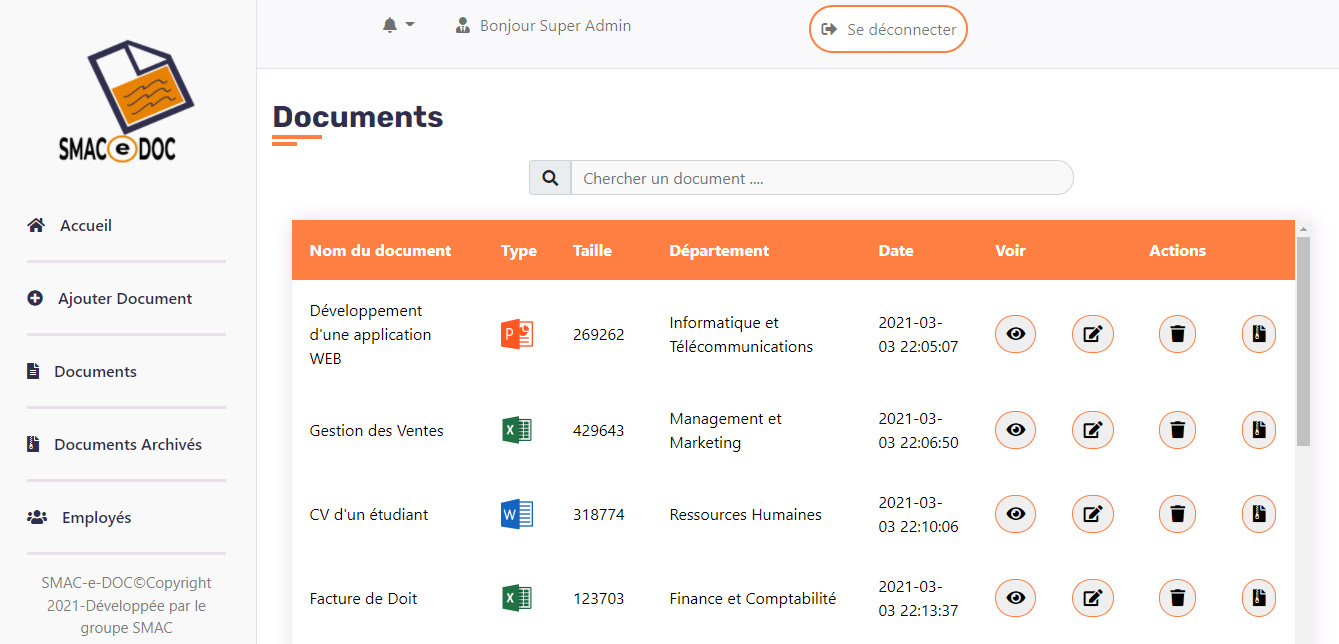 Bonjour Super Admin
Se déconnecter
SMAC e DOC
Accueil
Ajouter Document
Documents
Documents Archivés
Employés
SMAC-e-DOC©Copyright
2021-Développée par le
groupe SMAC
Documents
Chercher un document ....
Nom du document Type Taille Département Date Voir Actions
Développement
d'une application
WEB
P
269262
Informatique et
Télécommunications
2021-03-
03 22:05:07
Gestion des Ventes
X
429643
Management et
Marketing
2021-03-
03 22:06:50
CV d'un étudiant
W
318774
Ressources Humaines
2021-03-
03 22:10:06
Facture de Doit
X
123703
Finance et Comptabilité
2021-03-
03 22:13:37